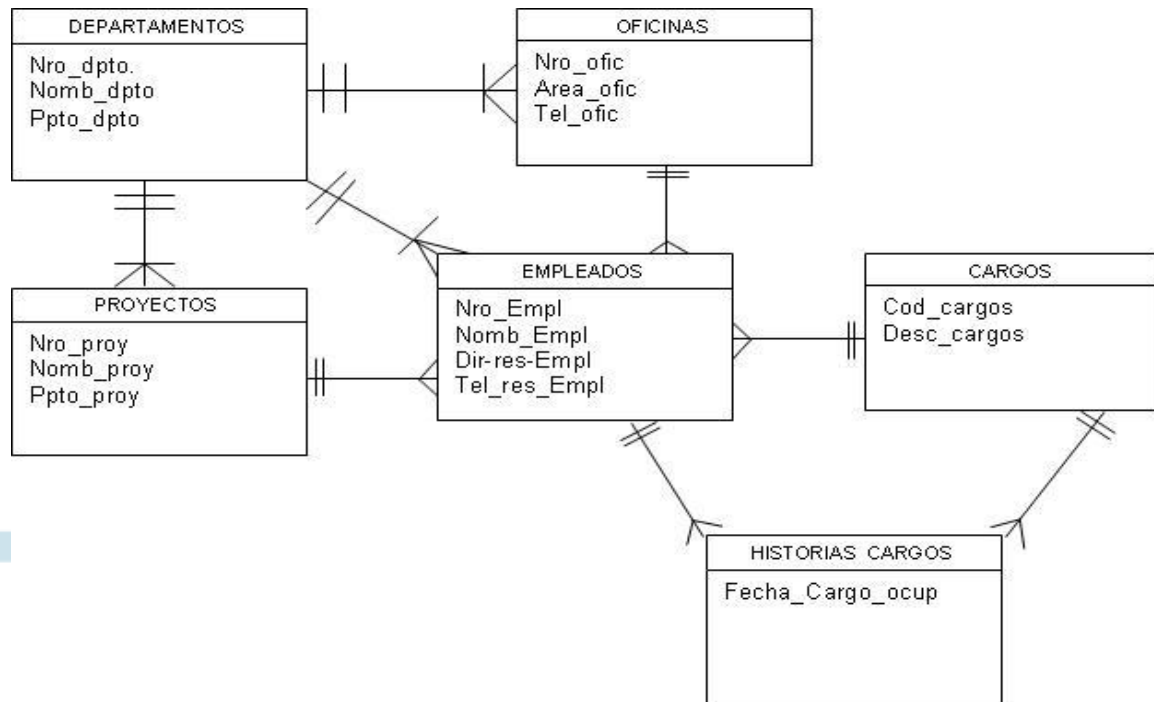 DEPARTAMENTOS
Nro_dpto.
Nomb_dpto
Ppto_dpto
OFICINAS
Nro_ofic
Area_ofic
Tel_ofic
PROYECTOS
Nro_proy
Nomb_proy
Ppto_proy
EMPLEADOS
Nro_Empl
Nomb_Empl
Dir-res-Empl
Tel_res_Empl
CARGOS
Cod_cargos
Desc_cargos
HISTORIAS CARGOS
Fecha_Cargo_ocup